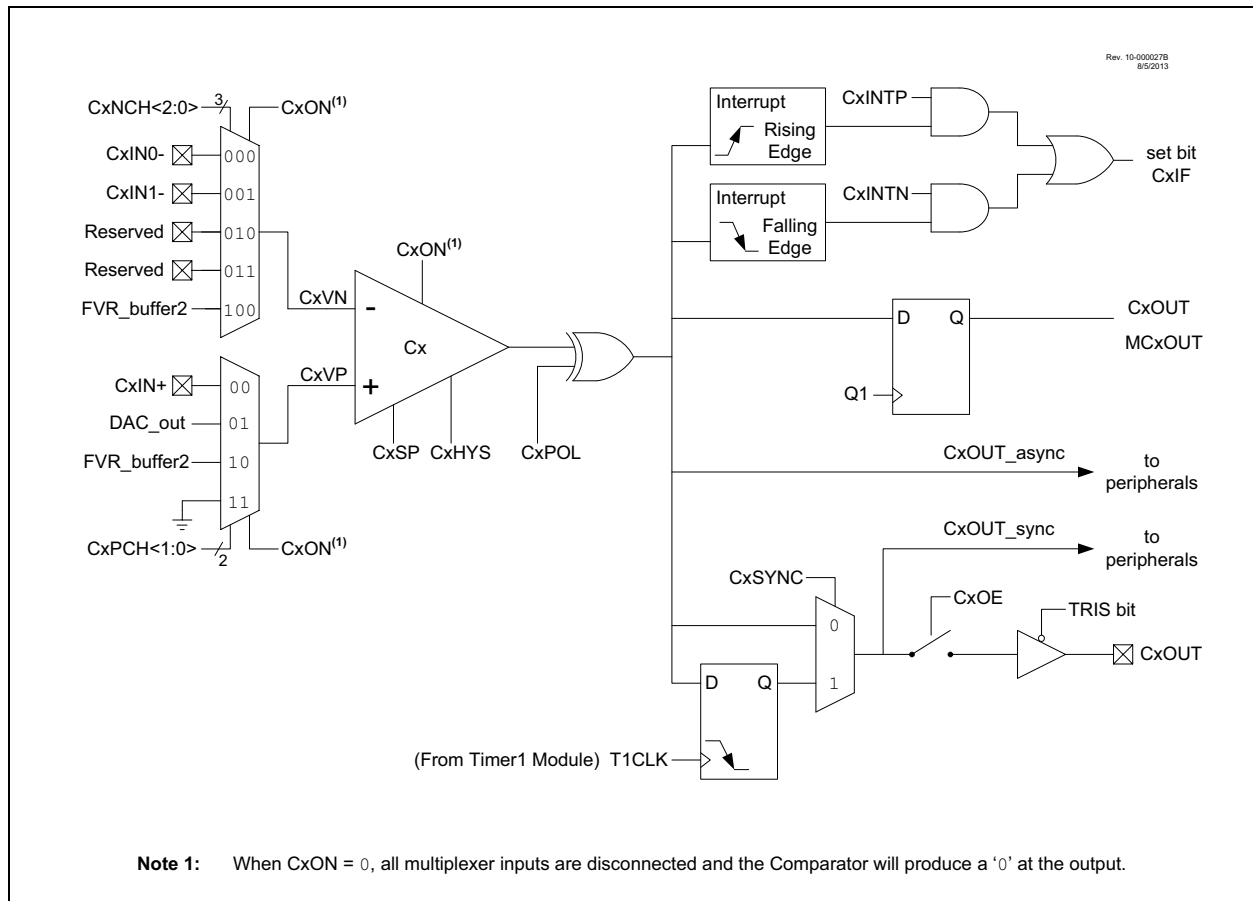 Rev. 10-000027B
8/5/2013
CxNCH<2:0>
3
CxON(1)
CxIN0-
000
CxIN1-
001
Reserved
010
Reserved
011
FVR_buffer2
100
CxVN
-
CxON(1)
Cx
CxIN+
00
CxVP
+
DAC_out
01
FVR_buffer2
10
11
CxPCH<1:0>
2
CxON(1)
CxSP
CxHYS
CxPOL
Interrupt
Rising
Edge
CxINTP
Interrupt
Falling
Edge
CxINTN
set bit
CxIF
D
Q
Q1
CxOUT
MCxOUT
CxOUT_async
to
peripherals
CxOUT_sync
to
peripherals
CxSYNC
0
1
CxOE
TRIS bit
CxOUT
D
Q
(From Timer1 Module) T1CLK
Note 1: When CxON = 0, all multiplexer inputs are disconnected and the Comparator will produce a ‘0’ at the output.